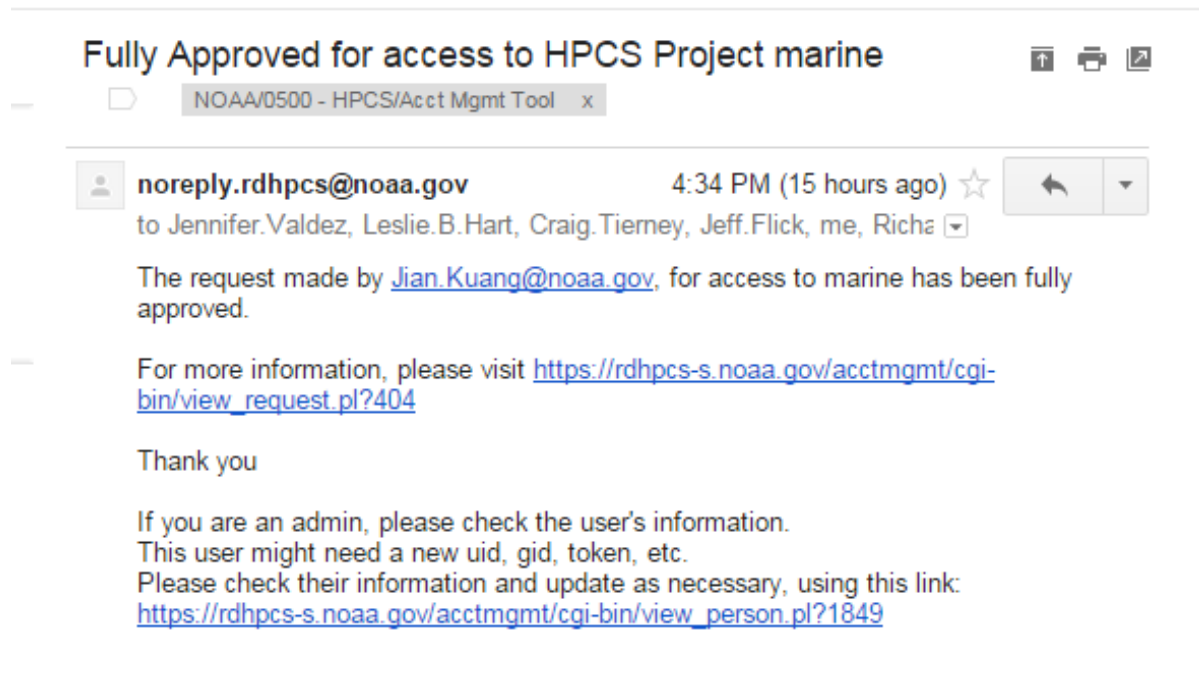 Fully Approved for access to HPCS Project marine
NOAA/0500 - HPCS/Acct Mgmt Tool x
noreply.rdhpcs@noaa.gov 4:34 PM (15 hours ago)
to Jennifer.Valdez, Leslie.B.Hart, Craig.Tierney, Jeff.Flick, me, Richa
The request made by Jian.Kuang@noaa.gov, for access to marine has been fully
approved.
For more information, please visit https://rdhpcs-s.noaa.gov/acctmgmt/cgi-
bin/view_request.pl?404
Thank you
If you are an admin, please check the user's information.
This user might need a new uid, gid, token, etc.
Please check their information and update as necessary, using this link:
https://rdhpcs-s.noaa.gov/acctmgmt/cgi-bin/view_person.pl?1849